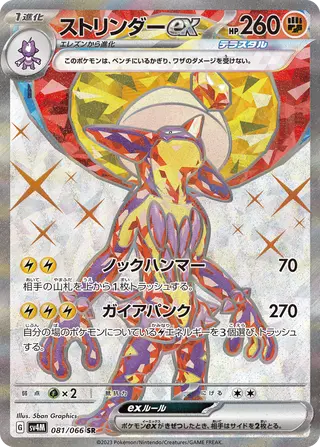 1進化
ストリンダーex
HP260
エレズンから進化
テラスタル
このポケモンは、ベンチにいるかぎり、ワザのダメージを受けない。
ノックハンマー 70
相手の山札を上から1枚トラッシュする。
ガイアパンク 270
自分の場のポケモンについているエネルギーを3個選び、トラッシュする。
弱点 ×2 抵抗力 にげる
exルール
ポケモンexがきぜつしたとき、相手はサイドを2枚とる。
Illus. 5ban Graphics
G sv4M 081/066 SR
©2023 Pokémon/Nintendo/Creatures/GAME FREAK.